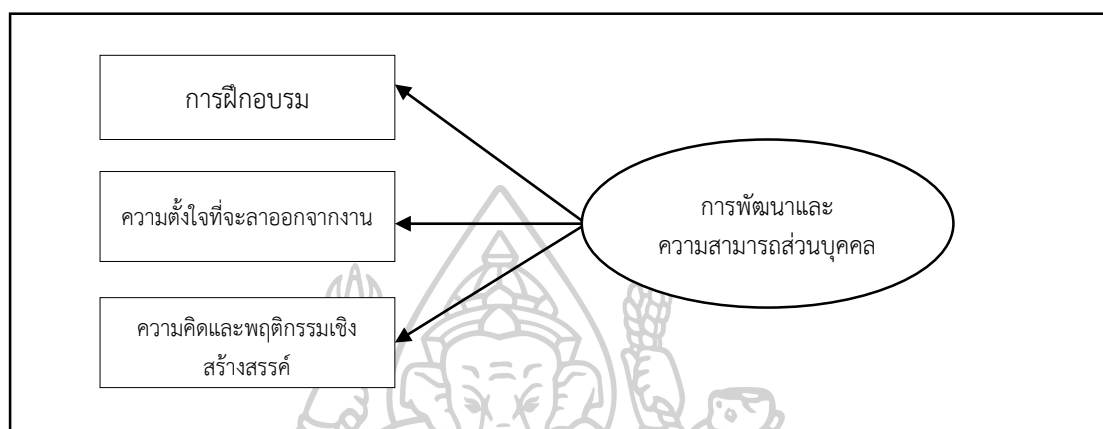 การฝึกอบรม
ความตั้งใจที่จะลาออกจากงาน
ความคิดและพฤติกรรมเชิง
สร้างสรรค์
การพัฒนาและ
ความสามารถส่วนบุคคล